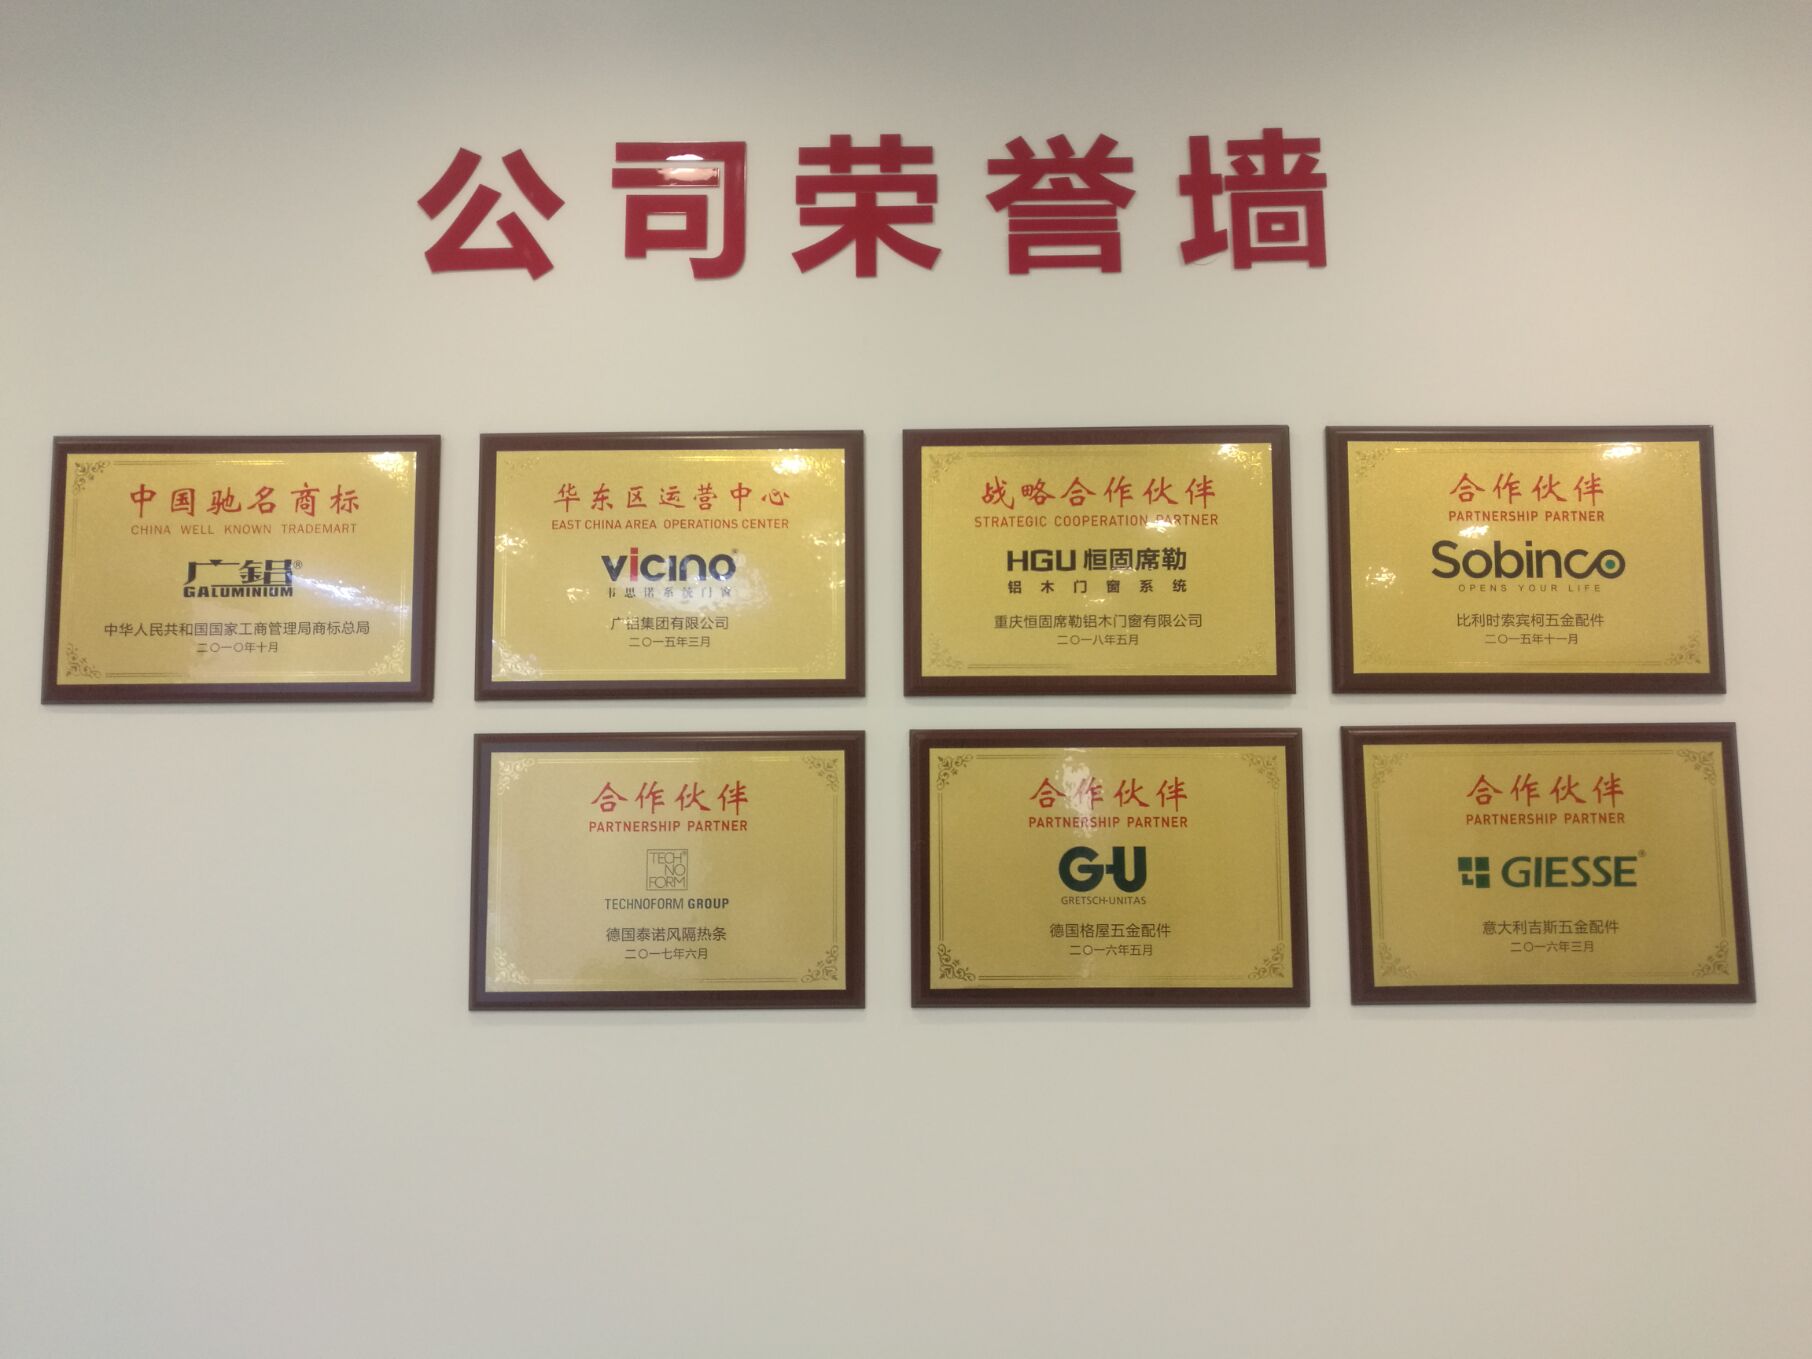 公司荣誉墙
中国驰名商标
CHINA WELL KNOWN TRADEMART
广铝®
GALUMINIUM
中华人民共和国国家工商管理局商标总局
二〇一〇年十月
华东区运营中心
EAST CHINA AREA OPERATIONS CENTER
vicino®
韦思诺系统门窗
广铝集团有限公司
二〇一五年三月
战略合作伙伴
STRATEGIC COOPERATION PARTNER
HGU 恒固席勒
铝木门窗系统
重庆恒固席勒铝木门窗有限公司
二〇一八年五月
合作伙伴
PARTNERSHIP PARTNER
Sobinco
OPENS YOUR LIFE
比利时索宾柯五金配件
二〇一五年十一月
合作伙伴
PARTNERSHIP PARTNER
TECH®
NO
FORM
TECHNOFORM GROUP
德国泰诺风隔热条
二〇一七年六月
合作伙伴
PARTNERSHIP PARTNER
G-U
GRETSCH-UNITAS
德国格屋五金配件
二〇一六年五月
合作伙伴
PARTNERSHIP PARTNER
GIESSE®
意大利吉斯五金配件
二〇一六年三月